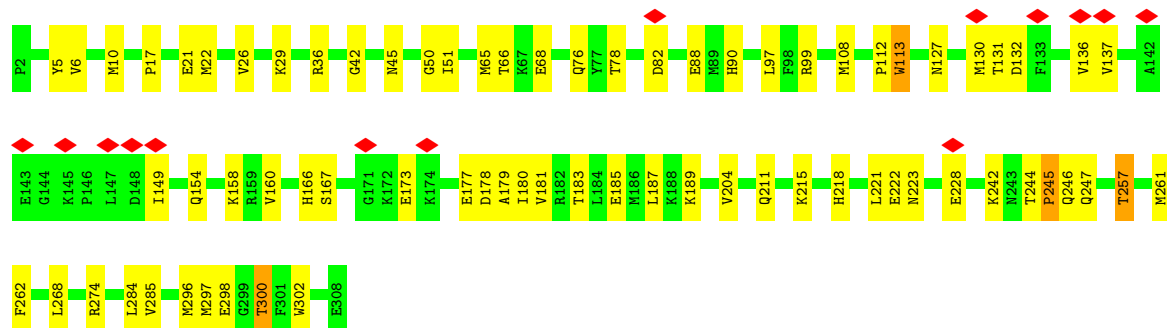 P2 Y5 V6 M10 P17 E21 M22 V26 K29 R36 G42 N45 G50 I51 M65 T66 K67 E68 Q76 Y77 T78 D82 E88 M89 H90 L97 F98 R99 M108 P112 W113 N127 M130 T131 D132 F133 V136 V137 A142
E143 G144 K145 P146 L147 D148 I149 Q154 K158 R159 V160 H166 S167 G171 K172 E173 K174 E177 D178 A179 I180 V181 R182 T183 L184 E185 M186 L187 K188 K189 V204 Q211 K215 H218 L221 E222 N223 E228 K242 N243 T244 P245 Q246 Q247 T257 M261
F262 L268 R274 L284 V285 M296 M297 E298 G299 T300 F301 W302 E308